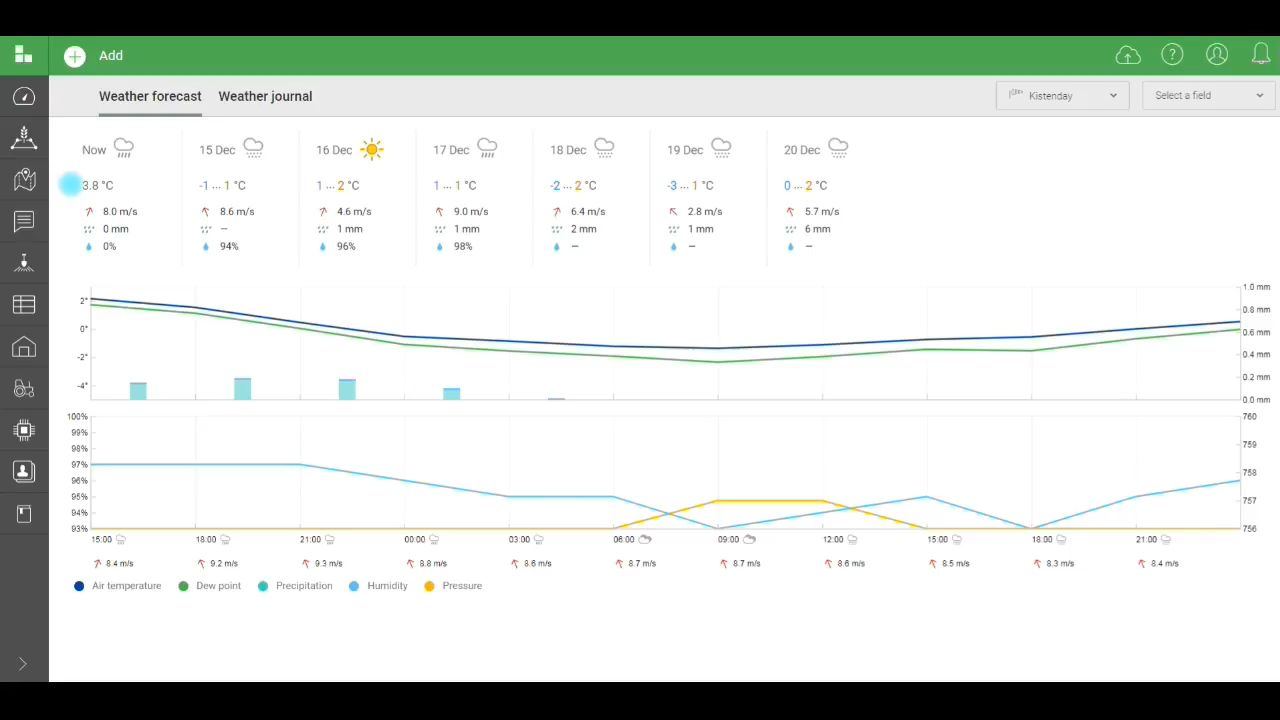 Add
Weather forecast Weather journal Kistenday Select a field
Now 15 Dec 16 Dec 17 Dec 18 Dec 19 Dec 20 Dec
3.8 °C -1 ... 1 °C 1 ... 2 °C 1 ... 1 °C -2 ... 2 °C -3 ... 1 °C 0 ... 2 °C
8.0 m/s 8.6 m/s 4.6 m/s 9.0 m/s 6.4 m/s 2.8 m/s 5.7 m/s
0 mm – 1 mm 1 mm 2 mm 1 mm 6 mm
0% 94% 96% 98% – – –
1.0 mm
2° 0.8 mm
0° 0.6 mm
-2° 0.4 mm
-4° 0.2 mm
0.0 mm
100% 760
99% 759
98%
97% 758
96%
95% 757
94%
93% 756
15:00 18:00 21:00 00:00 03:00 06:00 09:00 12:00 15:00 18:00 21:00
8.4 m/s 9.2 m/s 9.3 m/s 8.8 m/s 8.6 m/s 8.7 m/s 8.7 m/s 8.6 m/s 8.5 m/s 8.3 m/s 8.4 m/s
Air temperature Dew point Precipitation Humidity Pressure